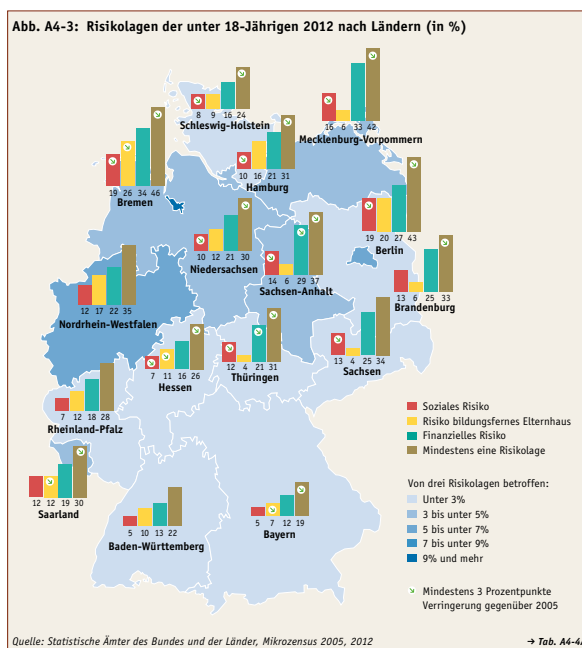 Abb. A4-3: Risikolagen der unter 18-Jährigen 2012 nach Ländern (in %)
8 9 16 24
Schleswig-Holstein
16 6 33 42
Mecklenburg-Vorpommern
10 16 21 31
Hamburg
19 26 34 46
Bremen
19 20 27 43
Berlin
10 12 21 30
Niedersachsen
14 6 29 37
Sachsen-Anhalt
13 6 25 33
Brandenburg
12 17 22 35
Nordrhein-Westfalen
7 11 16 26
Hessen
12 4 21 31
Thüringen
13 4 25 34
Sachsen
7 12 18 28
Rheinland-Pfalz
12 12 19 30
Saarland
5 10 13 22
Baden-Württemberg
5 7 12 19
Bayern
Soziales Risiko
Risiko bildungsfernes Elternhaus
Finanzielles Risiko
Mindestens eine Risikolage
Von drei Risikolagen betroffen:
Unter 3%
3 bis unter 5%
5 bis unter 7%
7 bis unter 9%
9% und mehr
Mindestens 3 Prozentpunkte
Verringerung gegenüber 2005
Quelle: Statistische Ämter des Bundes und der Länder, Mikrozensus 2005, 2012
→ Tab. A4-4A